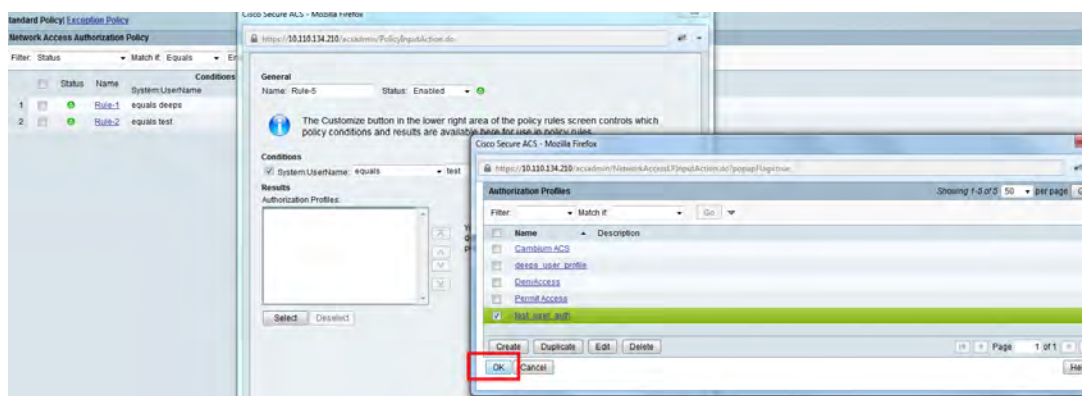 Standard Policy| Exception Policy
Network Access Authorization Policy
Filter: Status Match if: Equals
Status Name Conditions
System:UserName
1 Rule-1 equals deeps
2 Rule-2 equals test
Cisco Secure ACS - Mozilla Firefox
https://10.110.134.210/acsadmin/PolicyInputAction.do
General
Name: Rule-5 Status: Enabled
The Customize button in the lower right area of the policy rules screen controls which
policy conditions and results are available here for use in policy rules.
Conditions
System:UserName: equals test
Results
Authorization Profiles:
Select Deselect
Cisco Secure ACS - Mozilla Firefox
https://10.110.134.210/acsadmin/NetworkAccessLPInputAction.do?popupFlag=true
Authorization Profiles Showing 1-5 of 5 50 per page
Filter: Match if: Go
Name Description
Cambium ACS
deeps_user_profile
DenyAccess
Permit Access
test_user_auth
Create Duplicate Edit Delete Page 1 of 1
OK Cancel